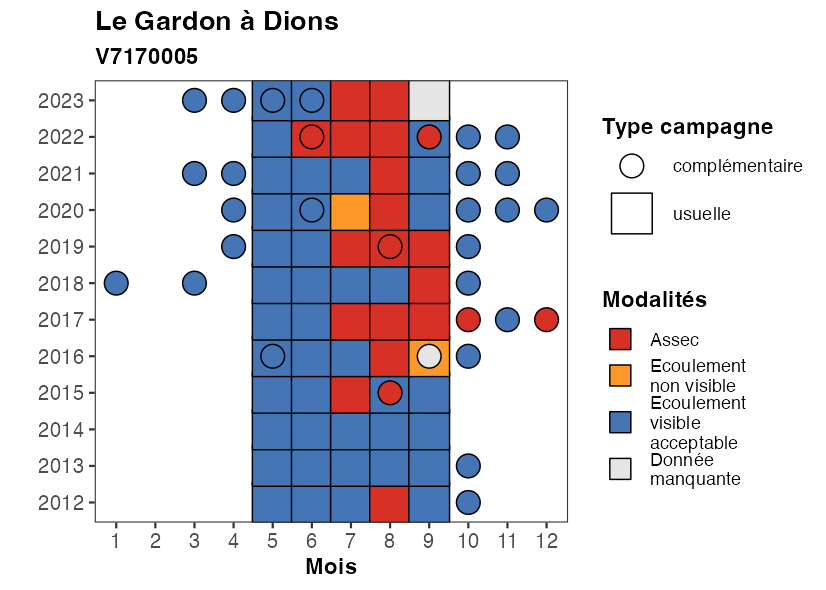 Le Gardon à Dions
V7170005
2023
2022
2021
2020
2019
2018
2017
2016
2015
2014
2013
2012
1 2 3 4 5 6 7 8 9 10 11 12
Mois
Type campagne
complémentaire
usuelle
Modalités
Assec
Ecoulement
non visible
Ecoulement
visible
acceptable
Donnée
manquante